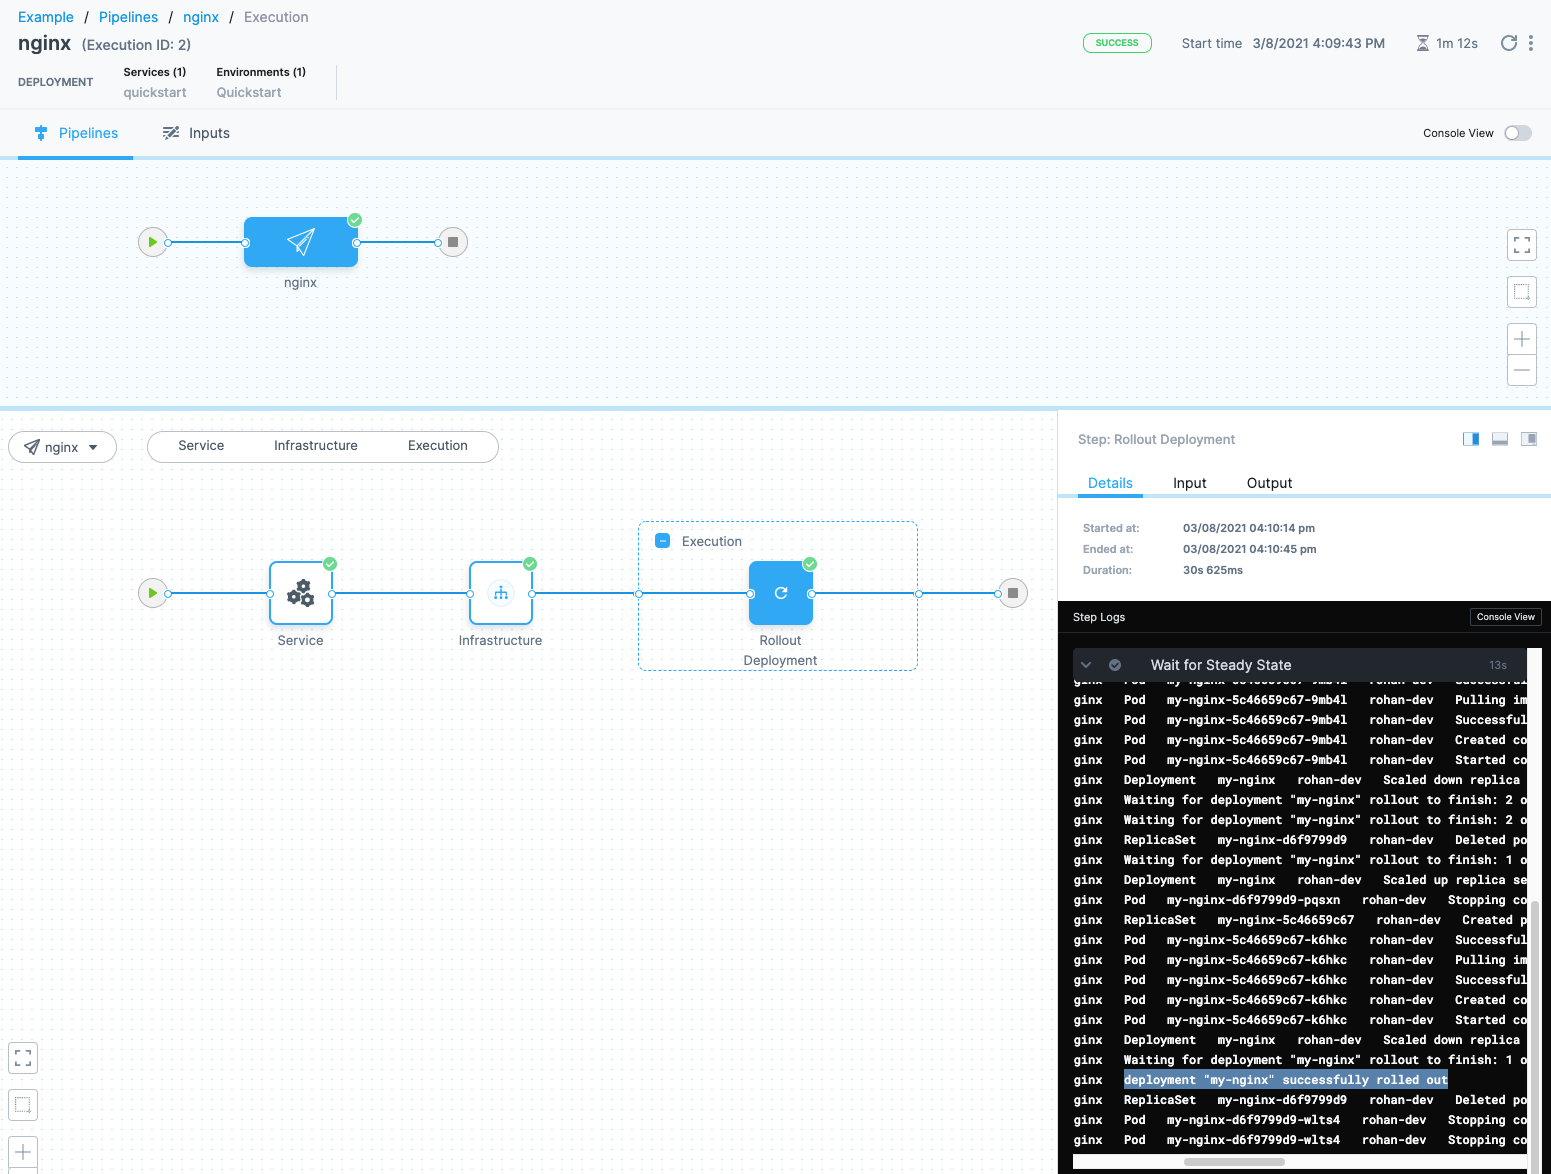 Example / Pipelines / nginx / Execution
nginx (Execution ID: 2)
SUCCESS Start time 3/8/2021 4:09:43 PM 1m 12s
DEPLOYMENT Services (1) Environments (1)
quickstart Quickstart
Pipelines Inputs Console View
nginx
nginx Service Infrastructure Execution
Execution
Service Infrastructure Rollout
Deployment
Step: Rollout Deployment
Details Input Output
Started at: 03/08/2021 04:10:14 pm
Ended at: 03/08/2021 04:10:45 pm
Duration: 30s 625ms
Step Logs Console View
Wait for Steady State 13s
ginx Pod my-nginx-5c46659c67-9mb4l rohan-dev Successful
ginx Pod my-nginx-5c46659c67-9mb4l rohan-dev Pulling im
ginx Pod my-nginx-5c46659c67-9mb4l rohan-dev Successful
ginx Pod my-nginx-5c46659c67-9mb4l rohan-dev Created co
ginx Pod my-nginx-5c46659c67-9mb4l rohan-dev Started co
ginx Deployment my-nginx rohan-dev Scaled down replica
ginx Waiting for deployment "my-nginx" rollout to finish: 2 o
ginx Waiting for deployment "my-nginx" rollout to finish: 2 o
ginx ReplicaSet my-nginx-d6f9799d9 rohan-dev Deleted po
ginx Waiting for deployment "my-nginx" rollout to finish: 1 o
ginx Deployment my-nginx rohan-dev Scaled up replica se
ginx Pod my-nginx-d6f9799d9-pqsxn rohan-dev Stopping co
ginx ReplicaSet my-nginx-5c46659c67 rohan-dev Created p
ginx Pod my-nginx-5c46659c67-k6hkc rohan-dev Successful
ginx Pod my-nginx-5c46659c67-k6hkc rohan-dev Pulling im
ginx Pod my-nginx-5c46659c67-k6hkc rohan-dev Successful
ginx Pod my-nginx-5c46659c67-k6hkc rohan-dev Created co
ginx Pod my-nginx-5c46659c67-k6hkc rohan-dev Started co
ginx Deployment my-nginx rohan-dev Scaled down replica
ginx Waiting for deployment "my-nginx" rollout to finish: 1 o
ginx deployment "my-nginx" successfully rolled out
ginx ReplicaSet my-nginx-d6f9799d9 rohan-dev Deleted po
ginx Pod my-nginx-d6f9799d9-wlts4 rohan-dev Stopping co
ginx Pod my-nginx-d6f9799d9-wlts4 rohan-dev Stopping co